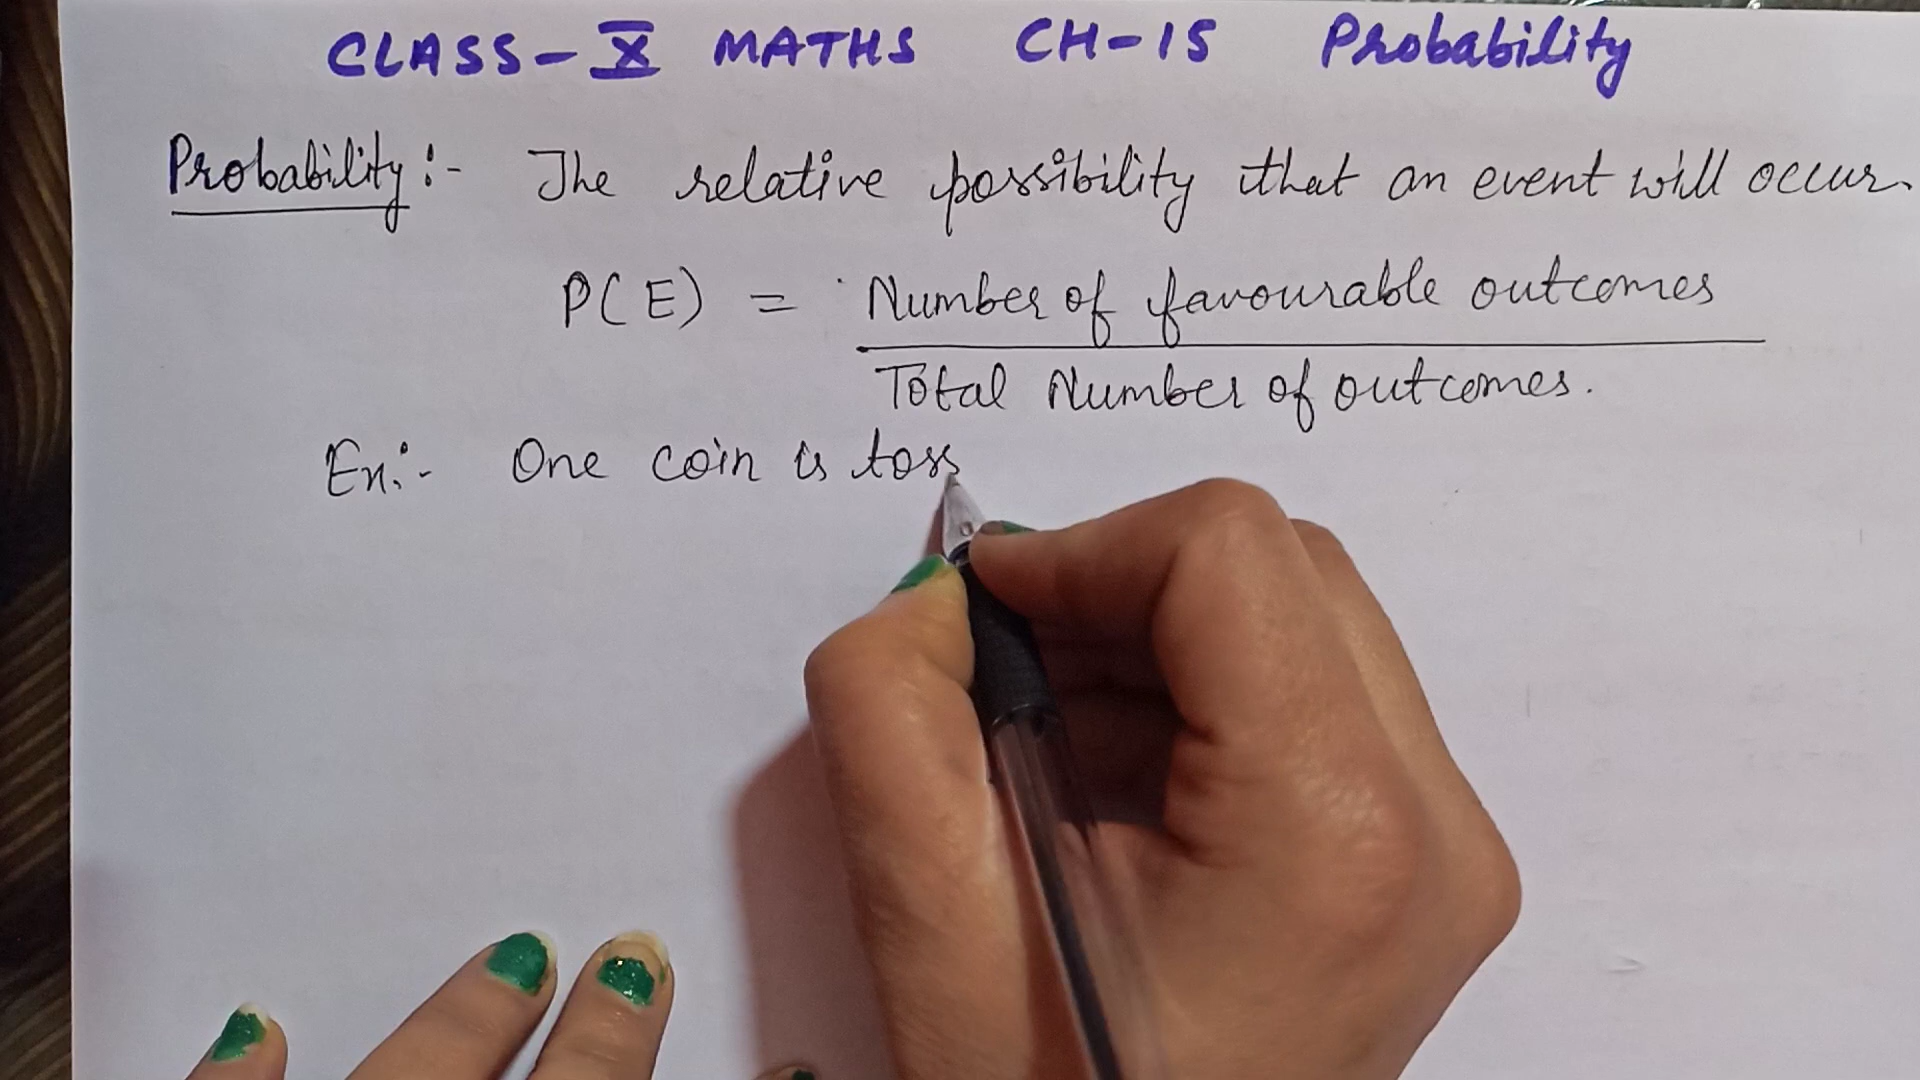 CLASS-X MATHS CH-15 Probability
Probability:- The relative possibility that an event will occur.
P(E) = Number of favourable outcomes
Total Number of outcomes.
Ex:- One coin is toss